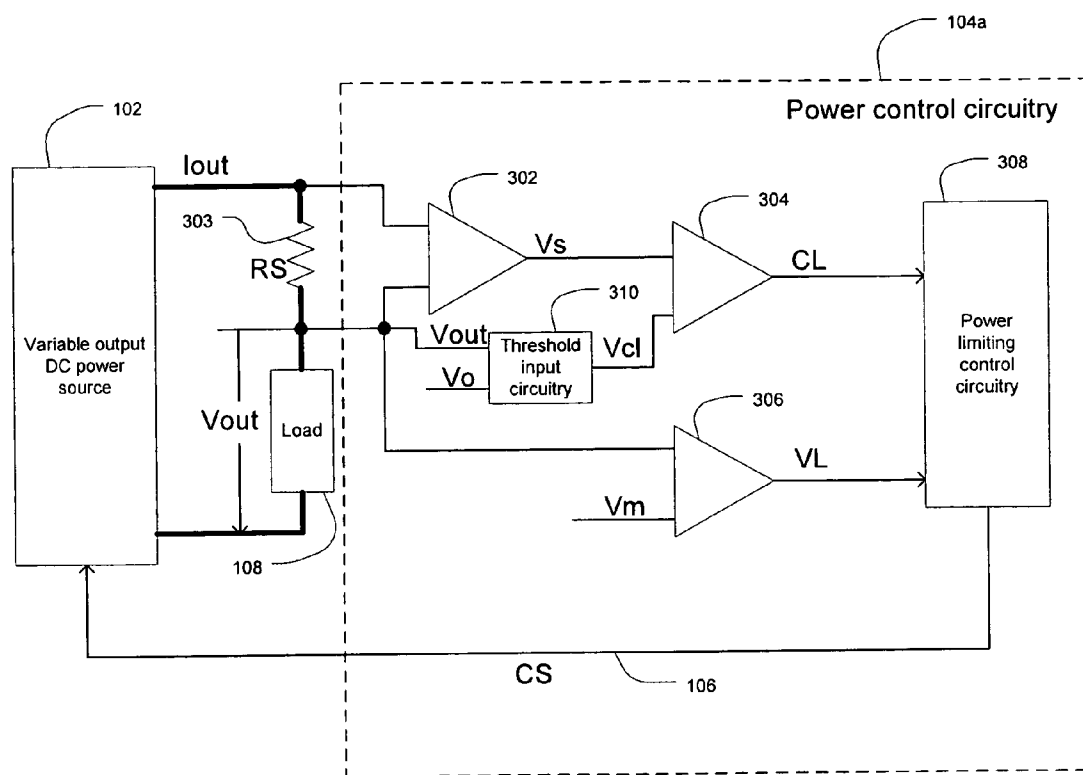 104a
Power control circuitry
102
Iout
308
302
304
303
RS
Vs
CL
310
Variable output
DC power
source
Vout
Threshold
input
circuitry
Vcl
Power
limiting
control
circuitry
Vo
Vout
Load
306
VL
Vm
108
CS
106